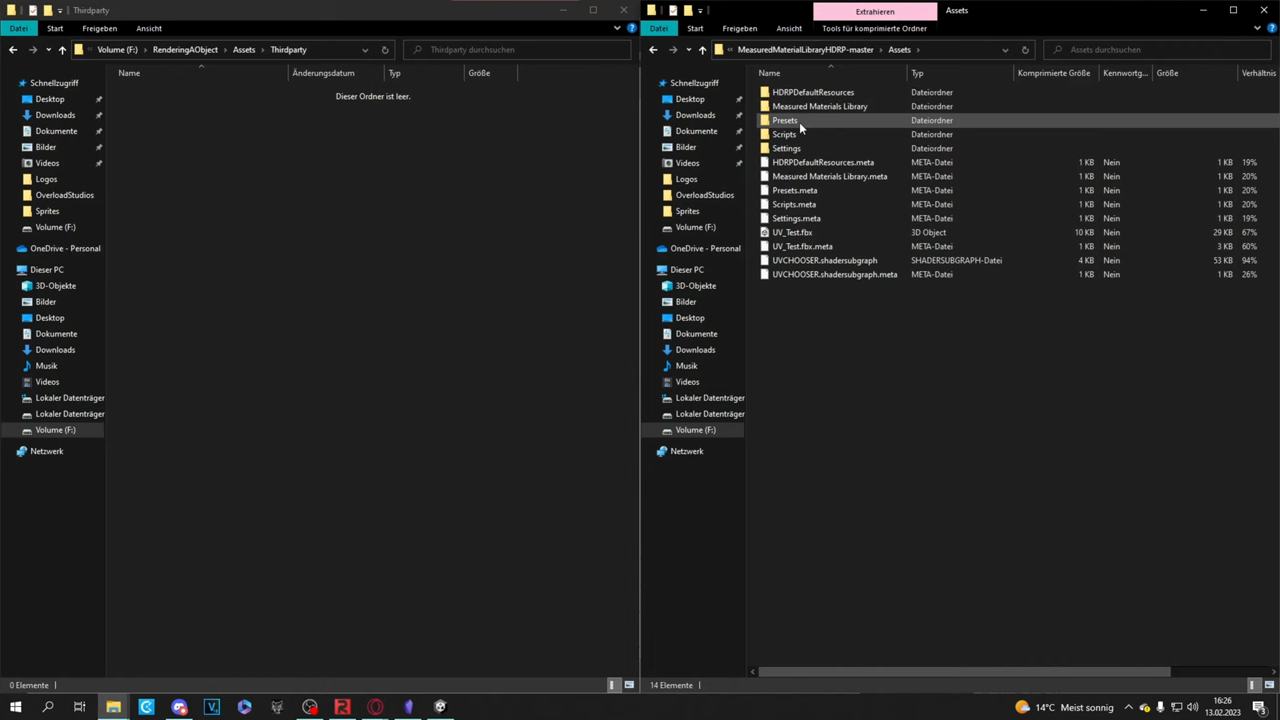 Thirdparty
Datei Start Freigeben Ansicht
Volume (F:) RenderingAObject Assets Thirdparty
Thirdparty durchsuchen
Name Änderungsdatum Typ Größe
Dieser Ordner ist leer.
Schnellzugriff
Desktop
Downloads
Dokumente
Bilder
Videos
Logos
OverloadStudios
Sprites
Volume (F:)
OneDrive - Personal
Dieser PC
3D-Objekte
Bilder
Desktop
Dokumente
Downloads
Musik
Videos
Lokaler Datenträger
Lokaler Datenträger
Volume (F:)
Netzwerk
0 Elemente
Extrahieren Assets
Datei Start Freigeben Ansicht Tools für komprimierte Ordner
MeasuredMaterialLibraryHDRP-master Assets
Assets durchsuchen
Schnellzugriff
Desktop
Downloads
Dokumente
Bilder
Videos
Logos
OverloadStudios
Sprites
Volume (F:)
OneDrive - Personal
Dieser PC
3D-Objekte
Bilder
Desktop
Dokumente
Downloads
Musik
Videos
Lokaler Datenträger
Lokaler Datenträger
Volume (F:)
Netzwerk
Name Typ Komprimierte Größe Kennwortg... Größe Verhältnis
HDRPDefaultResources Dateiordner
Measured Materials Library Dateiordner
Presets Dateiordner
Scripts Dateiordner
Settings Dateiordner
HDRPDefaultResources.meta META-Datei 1 KB Nein 1 KB 19%
Measured Materials Library.meta META-Datei 1 KB Nein 1 KB 20%
Presets.meta META-Datei 1 KB Nein 1 KB 20%
Scripts.meta META-Datei 1 KB Nein 1 KB 20%
Settings.meta META-Datei 1 KB Nein 1 KB 19%
UV_Test.fbx 3D Object 10 KB Nein 29 KB 67%
UV_Test.fbx.meta META-Datei 1 KB Nein 3 KB 60%
UVCHOOSER.shadersubgraph SHADERSUBGRAPH-Datei 4 KB Nein 53 KB 94%
UVCHOOSER.shadersubgraph.meta META-Datei 1 KB Nein 1 KB 26%
14 Elemente
14°C Meist sonnig
16:26
13.02.2023